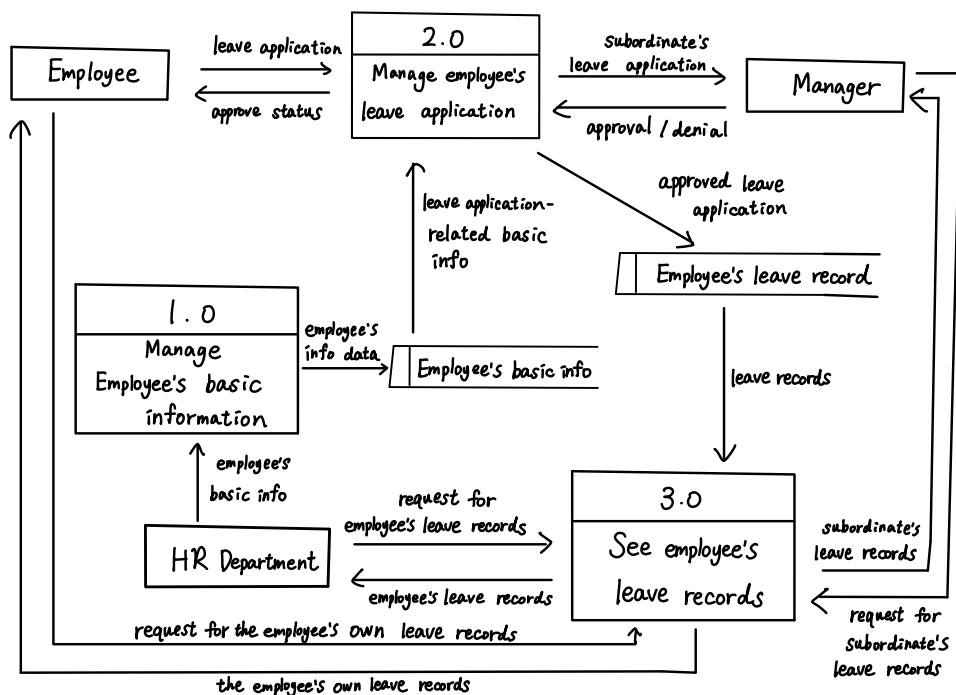 Employee
leave application
approve status
2.0
Manage employee's
leave application
subordinate's
leave application
approval / denial
Manager
leave application-
related basic
info
approved leave
application
Employee's leave record
1.0
Manage
Employee's basic
information
employee's
info data
Employee's basic info
leave records
employee's
basic info
HR Department
request for
employee's leave records
employee's leave records
3.0
See employee's
leave records
subordinate's
leave records
request for
subordinate's
leave records
request for the employee's own leave records
the employee's own leave records